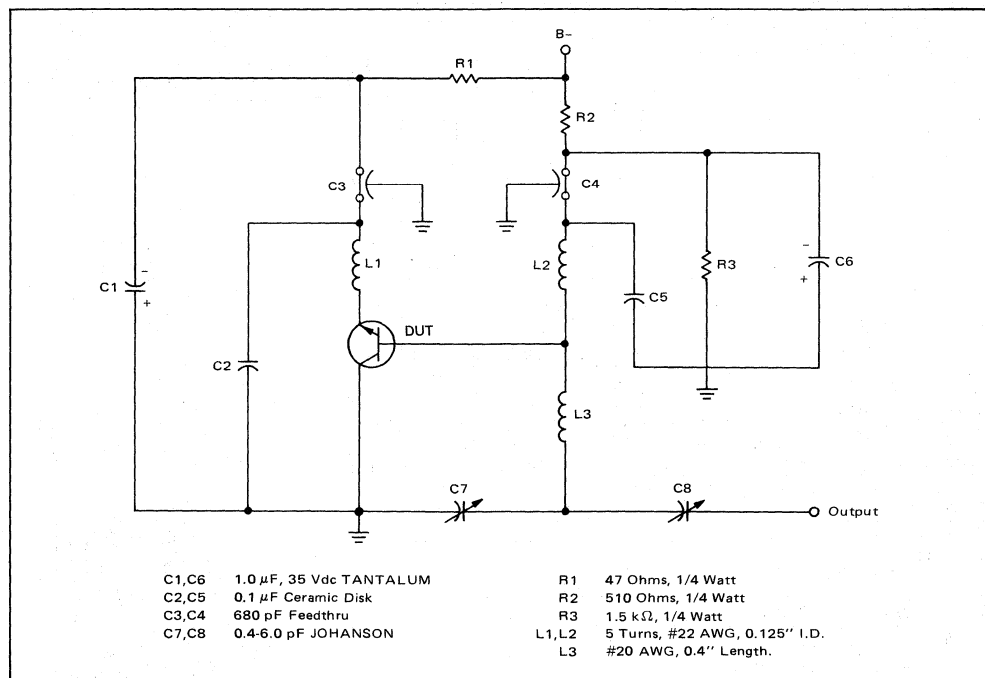 B-
R1
R2
C3
C4
L1
L2
R3
C6
-
+
C1
-
+
C5
DUT
C2
L3
C7
C8
Output
C1,C6 1.0 μF, 35 Vdc TANTALUM
C2,C5 0.1 μF Ceramic Disk
C3,C4 680 pF Feedthru
C7,C8 0.4-6.0 pF JOHANSON
R1 47 Ohms, 1/4 Watt
R2 510 Ohms, 1/4 Watt
R3 1.5 kΩ, 1/4 Watt
L1,L2 5 Turns, #22 AWG, 0.125" I.D.
L3 #20 AWG, 0.4" Length.